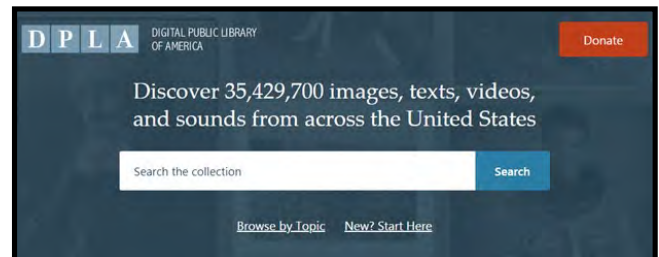 D P L A
DIGITAL PUBLIC LIBRARY
OF AMERICA
Donate
Discover 35,429,700 images, texts, videos,
and sounds from across the United States
Search the collection
Search
Browse by Topic New? Start Here